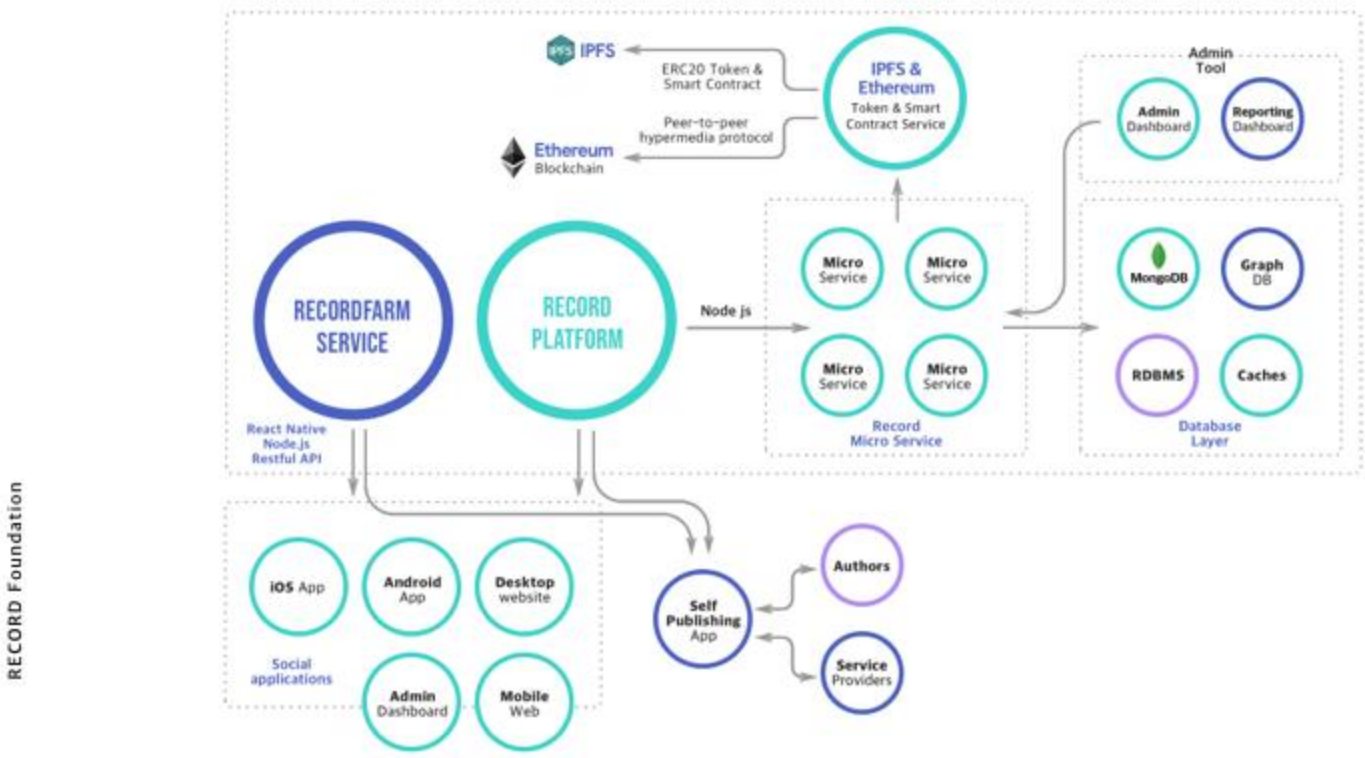 IPFS IPFS
ERC20 Token &
Smart Contract
Peer-to-peer
hypermedia protocol
Ethereum
Blockchain
IPFS &
Ethereum
Token & Smart
Contract Service
Admin
Tool
Admin
Dashboard
Reporting
Dashboard
RECORDFARM
SERVICE
RECORD
PLATFORM
Node js
Micro
Service
Micro
Service
Micro
Service
Micro
Service
Record
Micro Service
MongoDB
Graph
DB
RDBMS
Caches
Database
Layer
React Native
Node.js
Restful API
RECORD Foundation
iOS App
Android
App
Desktop
website
Social
applications
Admin
Dashboard
Mobile
Web
Self
Publishing
App
Authors
Service
Providers